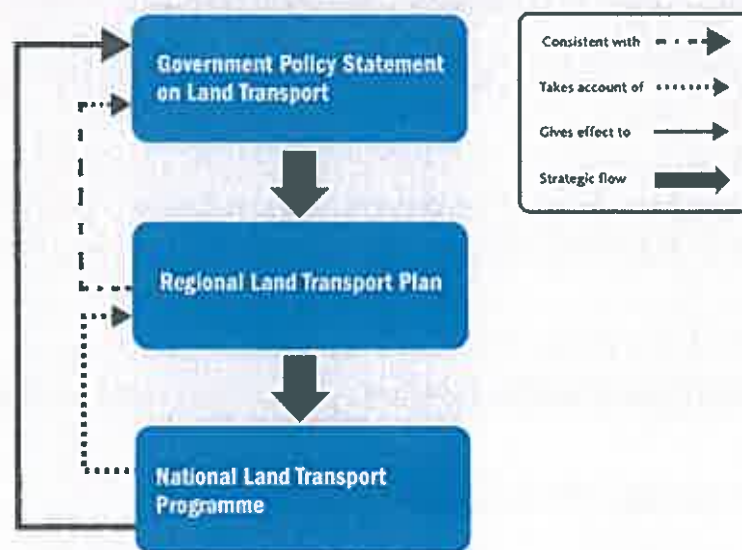 Government Policy Statement
on Land Transport
Regional Land Transport Plan
National Land Transport
Programme
Consistent with
Takes account of
Gives effect to
Strategic flow